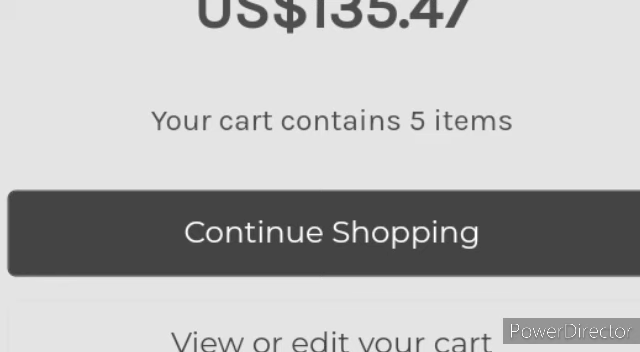 US$135.47
Your cart contains 5 items
Continue Shopping
View or edit your cart
PowerDirector